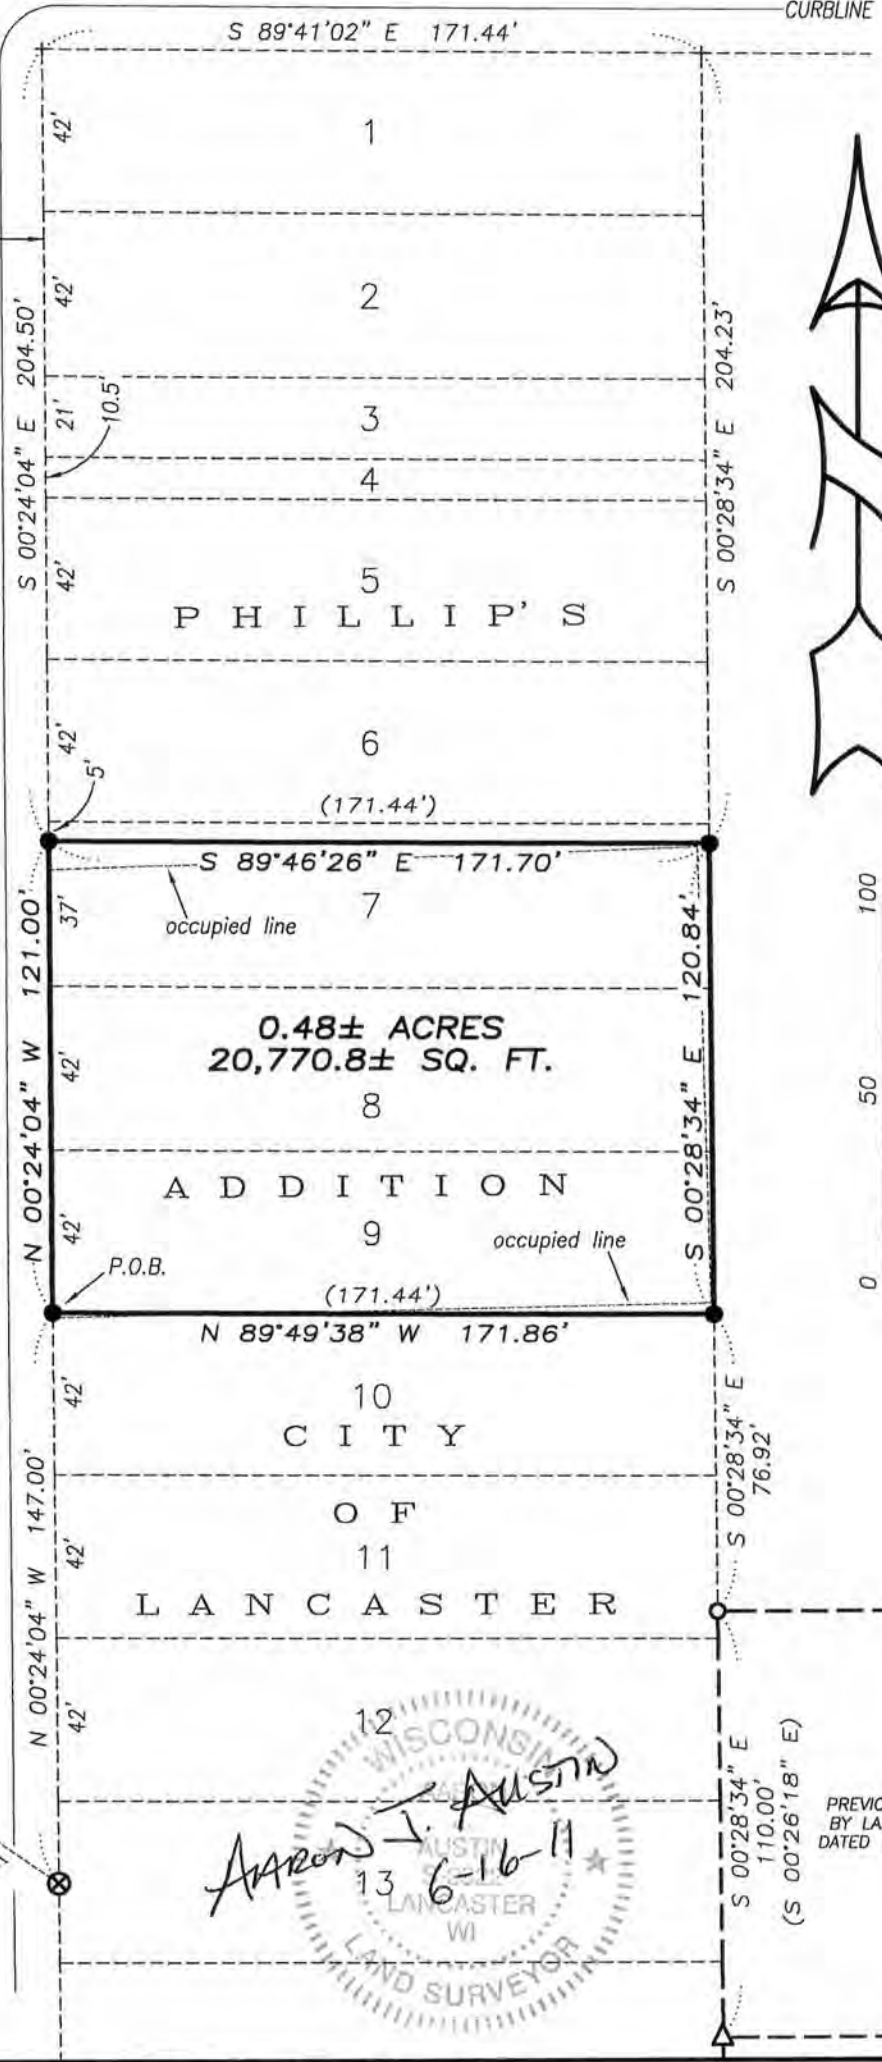 CURBLINE
S 89°41'02" E 171.44'
42'
1
42'
2
S 00°24'04" E 204.50'
S 00°28'34" E 204.23'
21'
10.5'
3
4
42'
5
PHILLIP'S
42'
6
5'
(171.44')
S 89°46'26" E 171.70'
37'
7
occupied line
N 00°24'04" W 121.00'
S 00°28'34" E 120.84'
100
50
0
0.48± ACRES
20,770.8± SQ. FT.
42'
8
ADDITION
42'
9
occupied line
P.O.B.
(171.44')
N 89°49'38" W 171.86'
42'
10
CITY
S 00°28'34" E
76.92'
OF
N 00°24'04" W 147.00'
42'
11
LANCASTER
42'
12
WISCONSIN
AARON J. AUSTIN
6-16-11
AUSTIN
13
LANCASTER
WI
LAND SURVEYOR
S 00°28'34" E
110.00'
(S 00°26'18" E)
BY
DATED